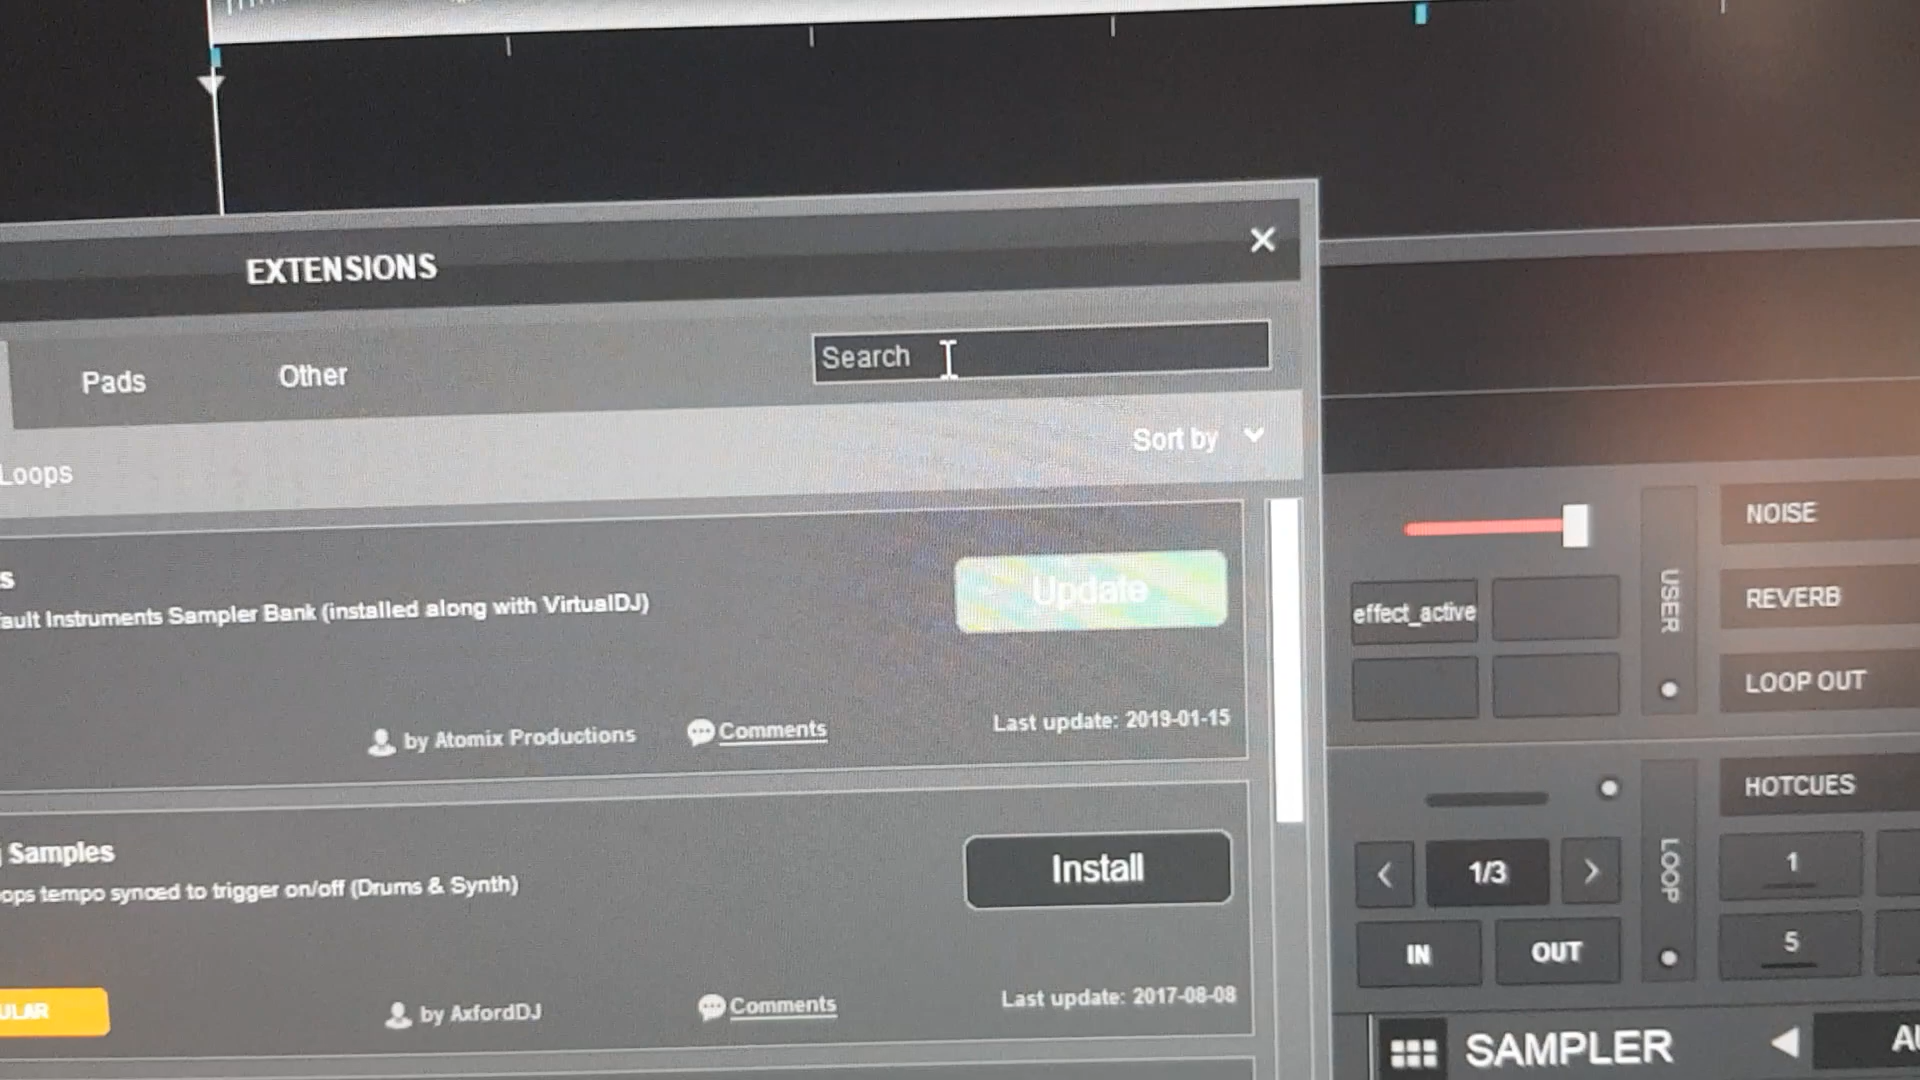 EXTENSIONS
Pads
Other
Search
Sort by
Loops
s
ault Instruments Sampler Bank (installed along with VirtualDJ)
Update
by Atomix Productions
Comments
Last update: 2019-01-15
Samples
ops tempo synced to trigger on/off (Drums & Synth)
Install
ULAR
by AxfordDJ
Comments
Last update: 2017-08-08
effect_active
USER
NOISE
REVERB
LOOP OUT
1/3
IN
OUT
LOOP
HOTCUES
1
5
SAMPLER
AU